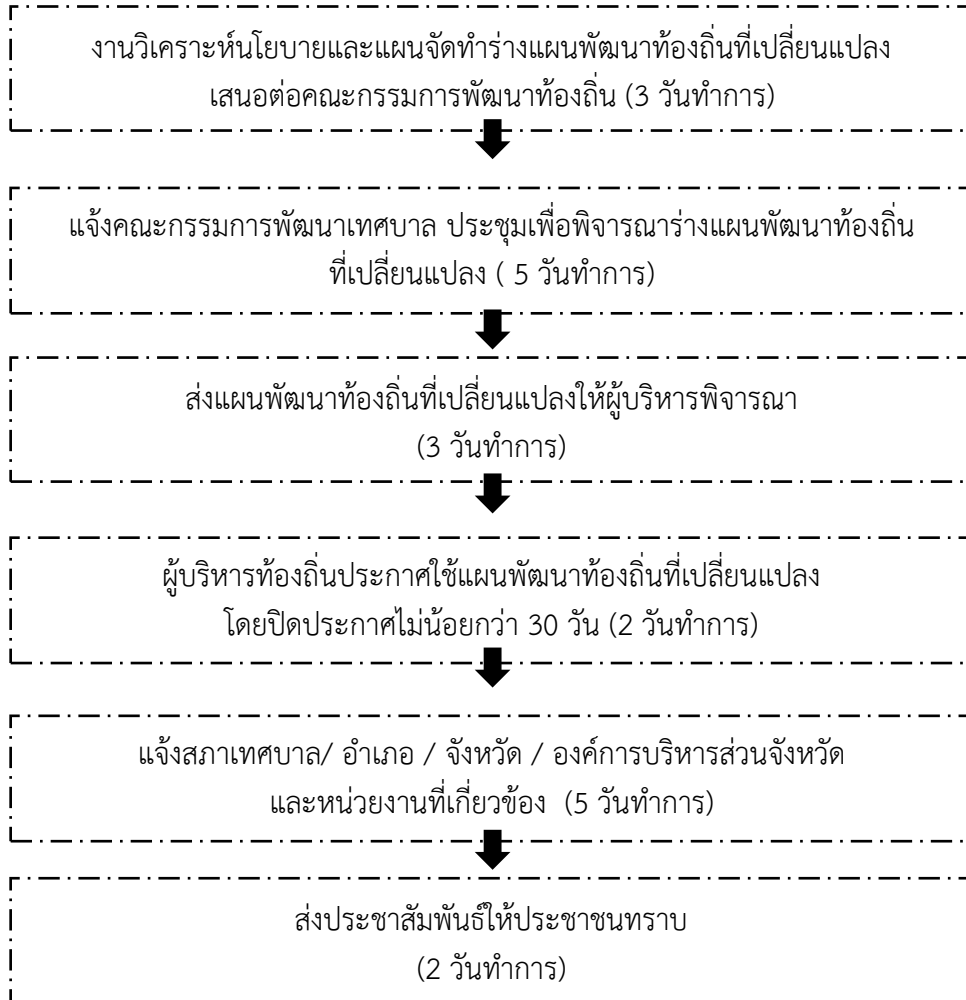 งานวิเคราะห์นโยบายและแผนจัดทำร่างแผนพัฒนาท้องถิ่นที่เปลี่ยนแปลง
เสนอต่อคณะกรรมการพัฒนาท้องถิ่น (3 วันทำการ)
แจ้งคณะกรรมการพัฒนาเทศบาล ประชุมเพื่อพิจารณาร่างแผนพัฒนาท้องถิ่น
ที่เปลี่ยนแปลง ( 5 วันทำการ)
ส่งแผนพัฒนาท้องถิ่นที่เปลี่ยนแปลงให้ผู้บริหารพิจารณา
(3 วันทำการ)
ผู้บริหารท้องถิ่นประกาศใช้แผนพัฒนาท้องถิ่นที่เปลี่ยนแปลง
โดยปิดประกาศไม่น้อยกว่า 30 วัน (2 วันทำการ)
แจ้งสภาเทศบาล/ อำเภอ / จังหวัด / องค์การบริหารส่วนจังหวัด
และหน่วยงานที่เกี่ยวข้อง (5 วันทำการ)
ส่งประชาสัมพันธ์ให้ประชาชนทราบ
(2 วันทำการ)